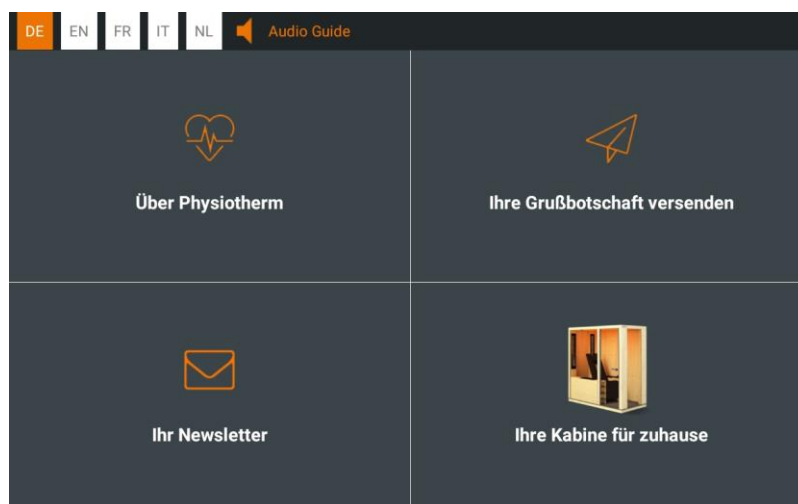 DE EN FR IT NL Audio Guide
Über Physiotherm
Ihre Grußbotschaft versenden
Ihr Newsletter
Ihre Kabine für zuhause